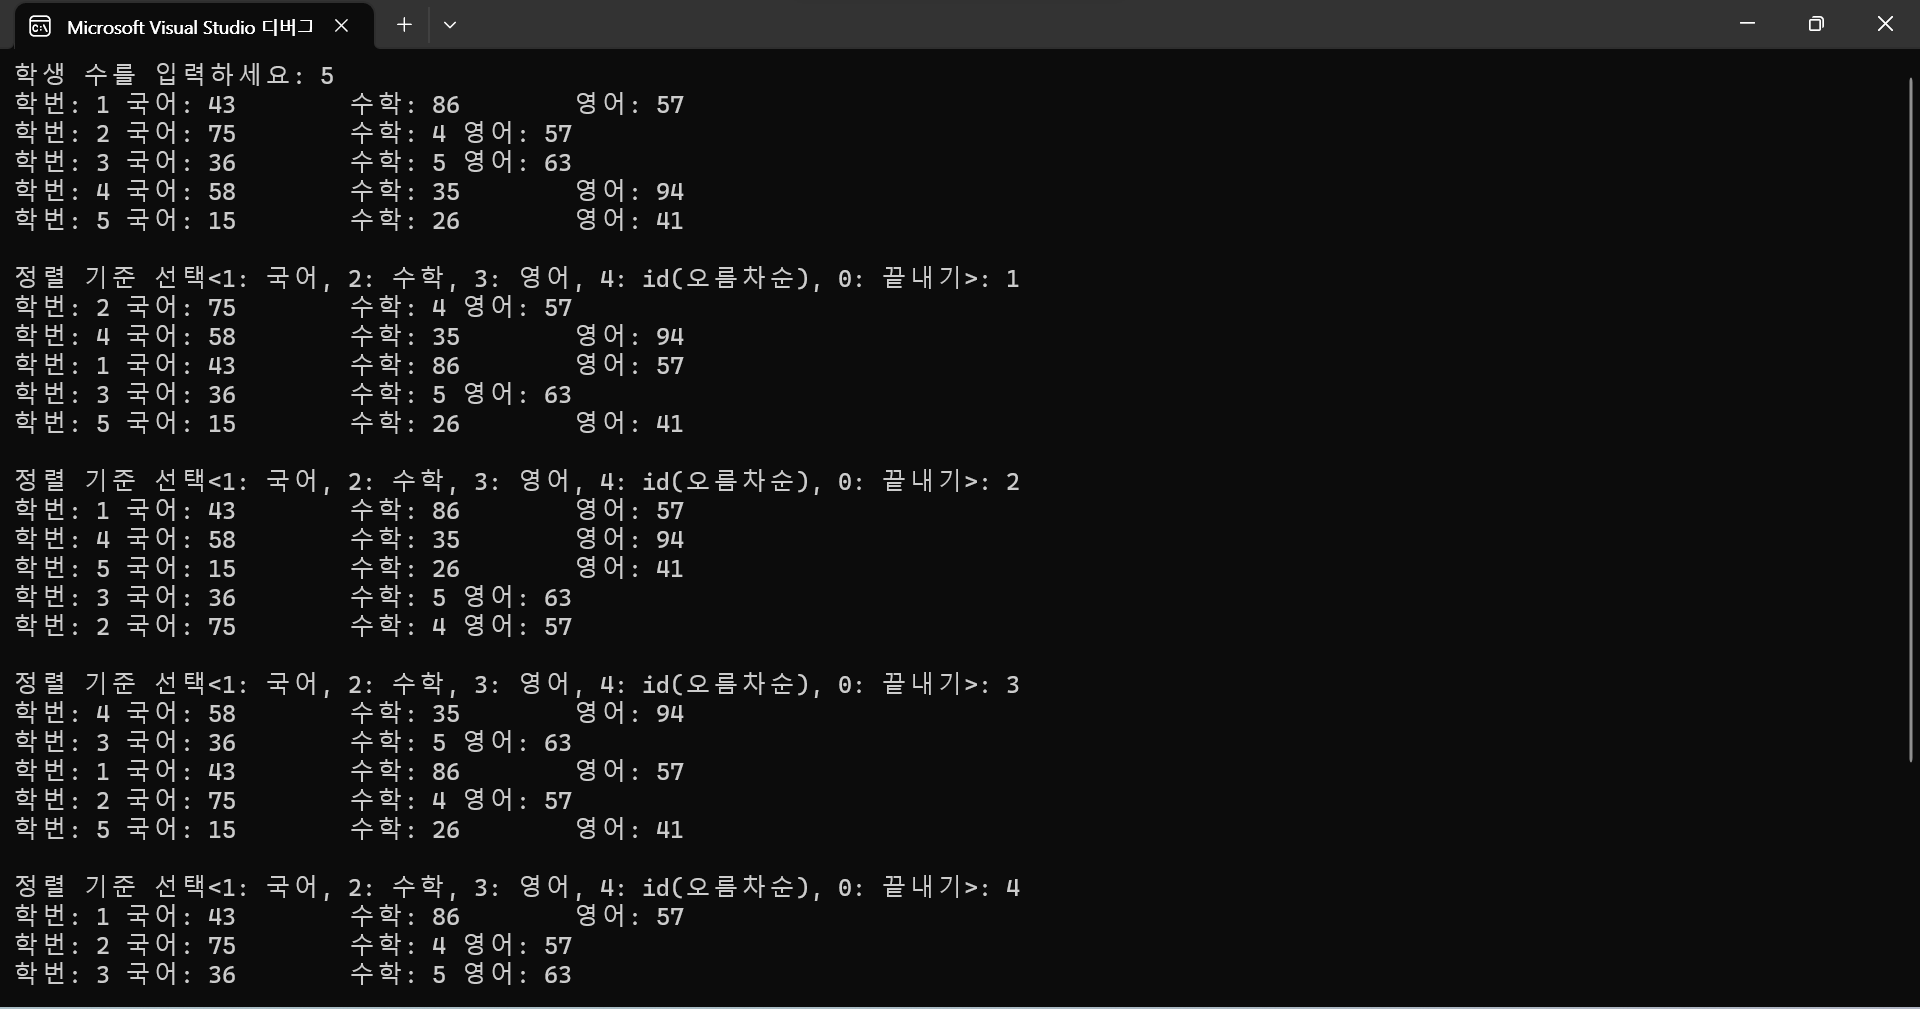 Microsoft Visual Studio 디버그
학생 수를 입력하세요: 5
학번: 1 국어: 43 수학: 86 영어: 57
학번: 2 국어: 75 수학: 4 영어: 57
학번: 3 국어: 36 수학: 5 영어: 63
학번: 4 국어: 58 수학: 35 영어: 94
학번: 5 국어: 15 수학: 26 영어: 41
정렬 기준 선택<1: 국어, 2: 수학, 3: 영어, 4: id(오름차순), 0: 끝내기>: 1
학번: 2 국어: 75 수학: 4 영어: 57
학번: 4 국어: 58 수학: 35 영어: 94
학번: 1 국어: 43 수학: 86 영어: 57
학번: 3 국어: 36 수학: 5 영어: 63
학번: 5 국어: 15 수학: 26 영어: 41
정렬 기준 선택<1: 국어, 2: 수학, 3: 영어, 4: id(오름차순), 0: 끝내기>: 2
학번: 1 국어: 43 수학: 86 영어: 57
학번: 4 국어: 58 수학: 35 영어: 94
학번: 5 국어: 15 수학: 26 영어: 41
학번: 3 국어: 36 수학: 5 영어: 63
학번: 2 국어: 75 수학: 4 영어: 57
정렬 기준 선택<1: 국어, 2: 수학, 3: 영어, 4: id(오름차순), 0: 끝내기>: 3
학번: 4 국어: 58 수학: 35 영어: 94
학번: 3 국어: 36 수학: 5 영어: 63
학번: 1 국어: 43 수학: 86 영어: 57
학번: 2 국어: 75 수학: 4 영어: 57
학번: 5 국어: 15 수학: 26 영어: 41
정렬 기준 선택<1: 국어, 2: 수학, 3: 영어, 4: id(오름차순), 0: 끝내기>: 4
학번: 1 국어: 43 수학: 86 영어: 57
학번: 2 국어: 75 수학: 4 영어: 57
학번: 3 국어: 36 수학: 5 영어: 63